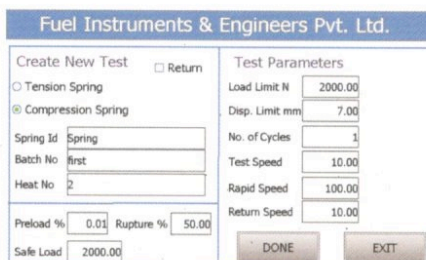 Fuel Instruments & Engineers Pvt. Ltd.
Create New Test
Return
Tension Spring
Compression Spring
Spring Id Spring
Batch No first
Heat No 2
Preload % 0.01 Rupture % 50.00
Safe Load 2000.00
Test Parameters
Load Limit N 2000.00
Disp. Limit mm 7.00
No. of Cycles 1
Test Speed 10.00
Rapid Speed 100.00
Return Speed 10.00
DONE EXIT